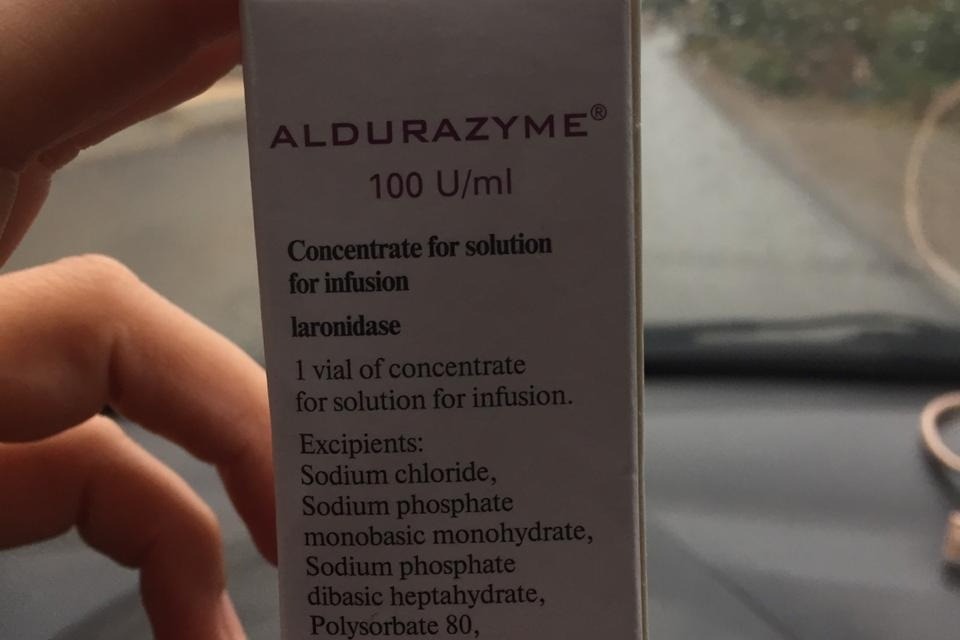 ALDURAZYME®
100 U/ml
Concentrate for solution
for infusion
laronidase
1 vial of concentrate
for solution for infusion.
Excipients:
Sodium chloride,
Sodium phosphate
monobasic monohydrate,
Sodium phosphate
dibasic heptahydrate,
Polysorbate 80,